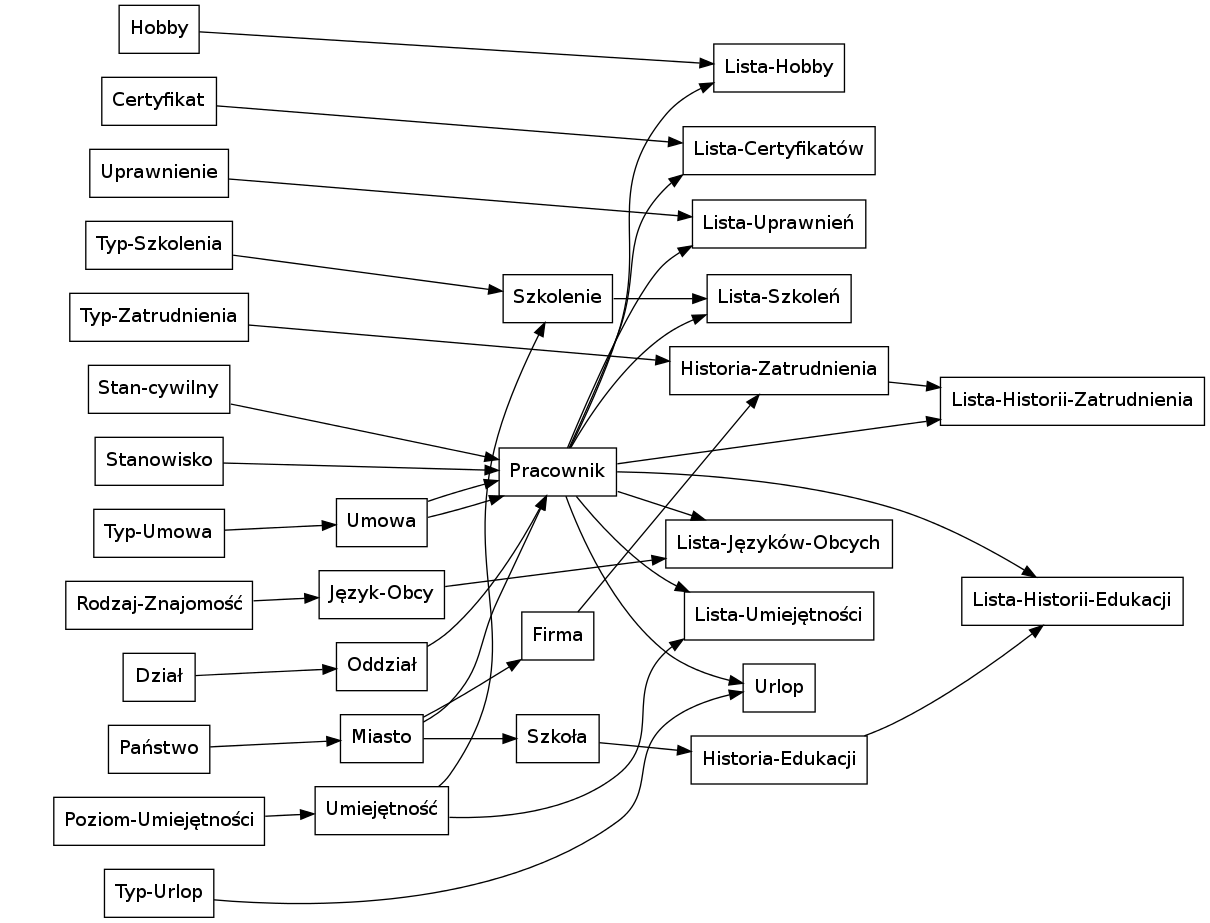 Hobby
Certyfikat
Uprawnienie
Typ-Szkolenia
Typ-Zatrudnienia
Stan-cywilny
Stanowisko
Typ-Umowa
Rodzaj-Znajomość
Dział
Państwo
Poziom-Umiejętności
Typ-Urlop
Umowa
Język-Obcy
Oddział
Miasto
Umiejętność
Szkolenie
Pracownik
Firma
Szkoła
Lista-Hobby
Lista-Certyfikatów
Lista-Uprawnień
Lista-Szkoleń
Historia-Zatrudnienia
Lista-Języków-Obcych
Lista-Umiejętności
Urlop
Historia-Edukacji
Lista-Historii-Zatrudnienia
Lista-Historii-Edukacji